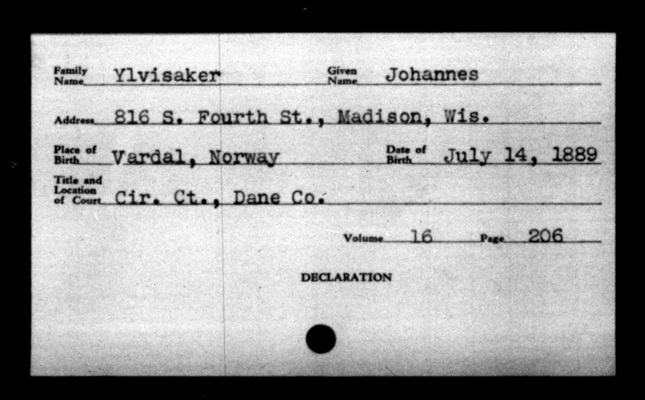 Family Name Ylvisaker Given Name Johannes
Address 816 S. Fourth St., Madison, Wis.
Place of Birth Vardal, Norway Date of Birth July 14, 1889
Title and Location of Court Cir. Ct., Dane Co.
Volume 16 Page 206
DECLARATION